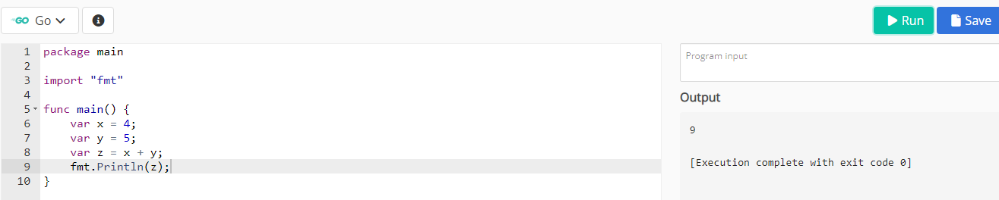 GO Go
Run
Save
1 package main
2
3 import "fmt"
4
5 func main() {
6     var x = 4;
7     var y = 5;
8     var z = x + y;
9     fmt.Println(z);
10 }
Program input
Output
9
[Execution complete with exit code 0]